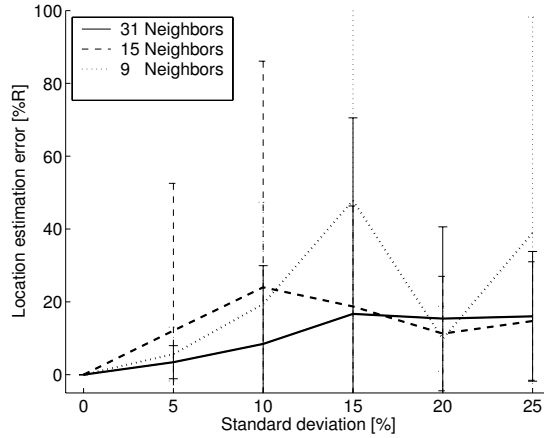 100
80
60
40
20
0
Location estimation error [%R]
31 Neighbors
15 Neighbors
9 Neighbors
0 5 10 15 20 25
Standard deviation [%]